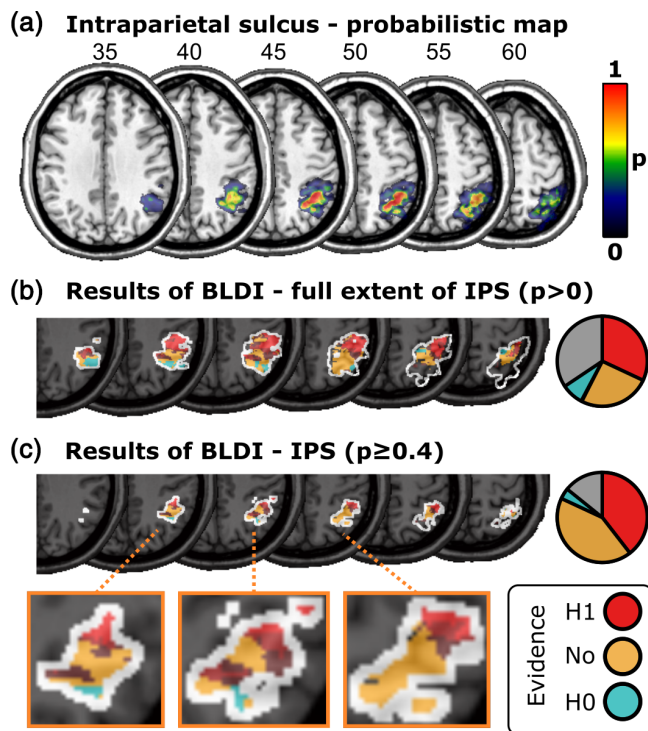 (a) Intraparietal sulcus - probabilistic map
35 40 45 50 55 60
1
p
0
(b) Results of BLDI - full extent of IPS (p>0)
(c) Results of BLDI - IPS (p≥0.4)
Evidence
H1
No
H0